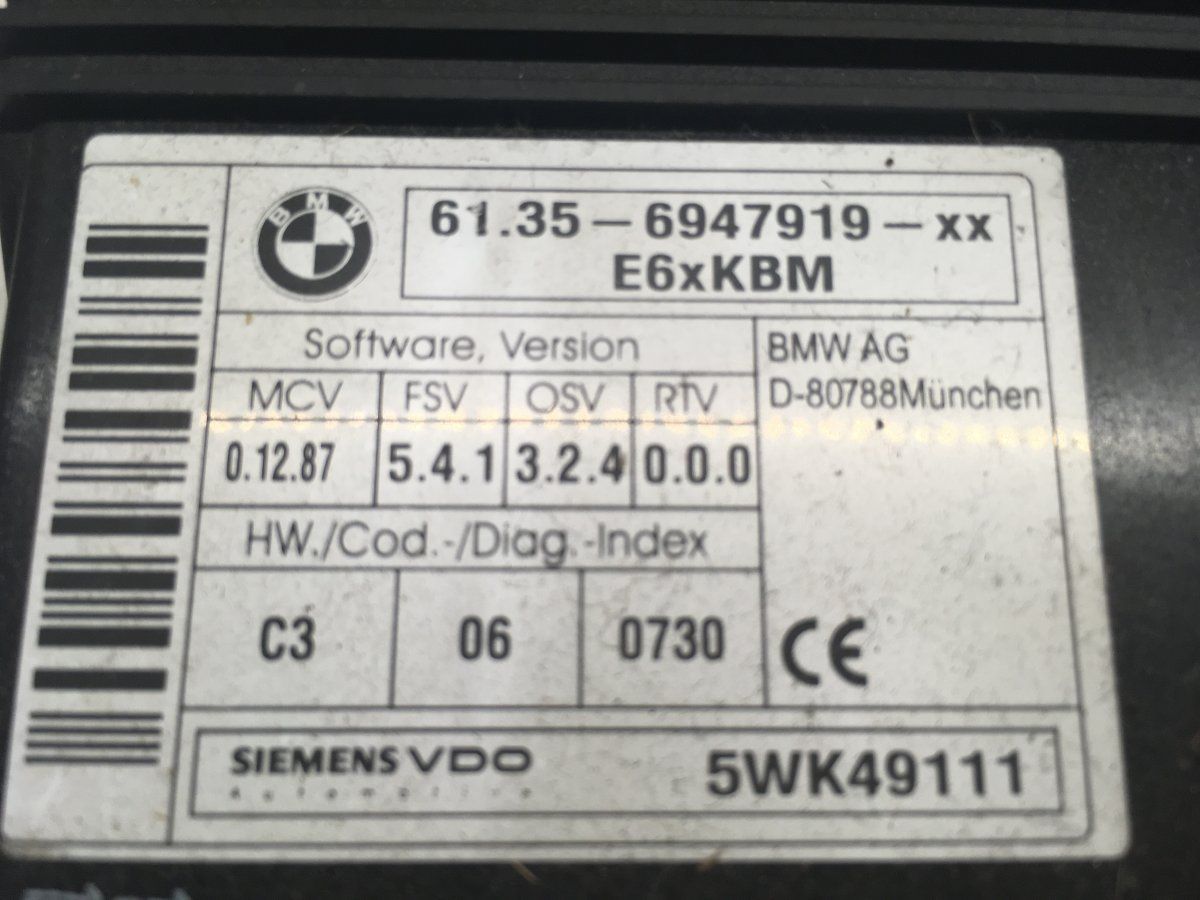 BMW
61.35-6947919-xx
E6xKBM
Software, Version
MCV FSV OSV RTV
0.12.87 5.4.1 3.2.4 0.0.0
BMW AG
D-80788München
HW./Cod.-/Diag.-Index
C3 06 0730
CE
SIEMENS VDO
Automotive
5WK49111